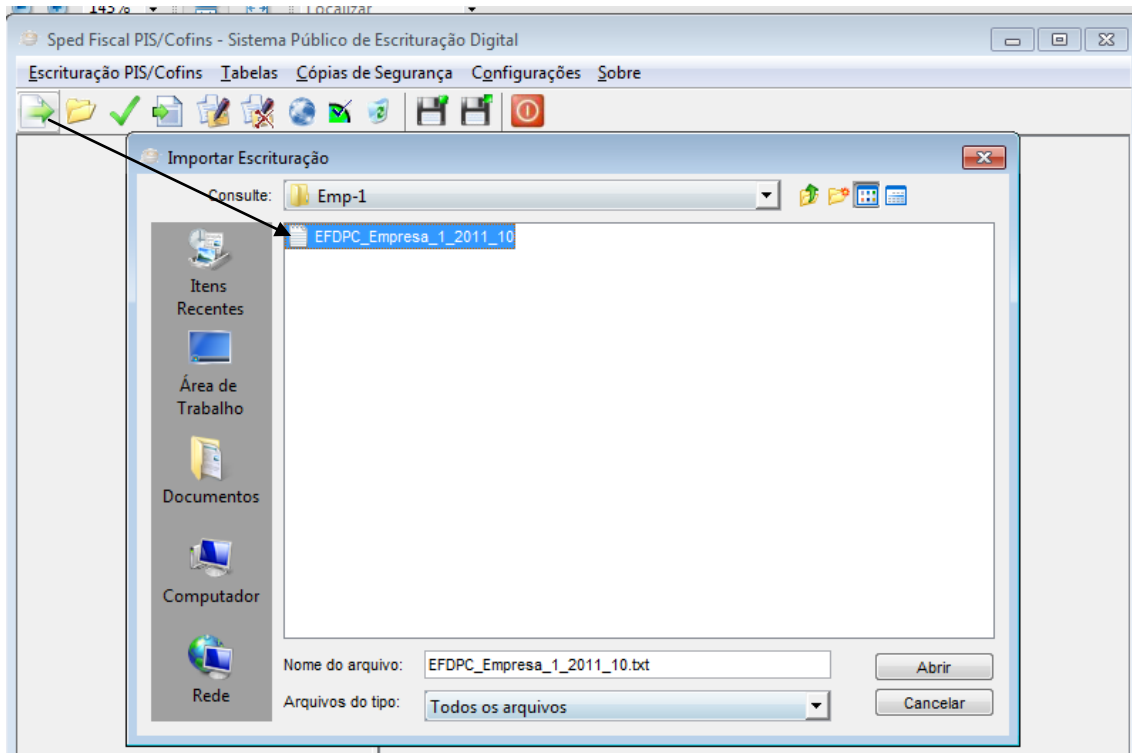 143%
Localizar
Sped Fiscal PIS/Cofins - Sistema Público de Escrituração Digital
Escrituração PIS/Cofins Tabelas Cópias de Segurança Configurações Sobre
Importar Escrituração
Consulte: Emp-1
EFDPC_Empresa_1_2011_10
Itens
Recentes
Área de
Trabalho
Documentos
Computador
Rede
Nome do arquivo: EFDPC_Empresa_1_2011_10.txt Abrir
Arquivos do tipo: Todos os arquivos Cancelar